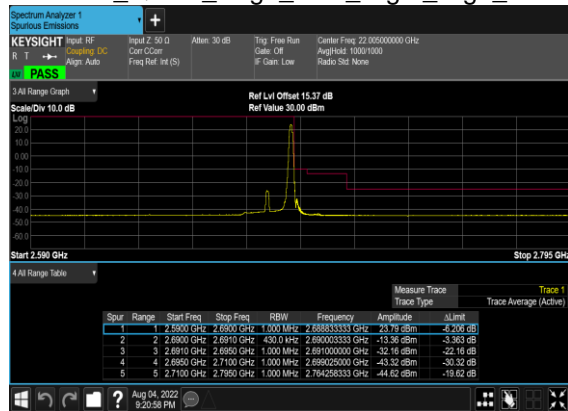 Spectrum Analyzer 1
Spurious Emissions
+
KEYSIGHT Input: RF Input Z: 50 Ω Atten: 30 dB Trig: Free Run Center Freq: 22.005000000 GHz
R T Coupling: DC Corr CCorr Gate: Off Avg|Hold: 1000/1000
Align: Auto Freq Ref: Int (S) IF Gain: Low Radio Std: None
PASS
3 All Range Graph
Ref Lvl Offset 15.37 dB
Scale/Div 10.0 dB Ref Value 30.00 dBm
Log
20.0
10.0
0.00
-10.0
-20.0
-30.0
-40.0
-50.0
-60.0
Start 2.590 GHz Stop 2.795 GHz
4 All Range Table
Measure Trace Trace 1
Trace Type Trace Average (Active)
Spur Range Start Freq Stop Freq RBW Frequency Amplitude ΔLimit
1 1 2.5900 GHz 2.6900 GHz 1.000 MHz 2.688833333 GHz 23.79 dBm -6.206 dB
2 2 2.6900 GHz 2.6910 GHz 430.0 kHz 2.690003333 GHz -13.36 dBm -3.363 dB
3 3 2.6910 GHz 2.6950 GHz 1.000 MHz 2.691000000 GHz -32.16 dBm -22.16 dB
4 4 2.6950 GHz 2.7100 GHz 1.000 MHz 2.699025000 GHz -43.32 dBm -30.32 dB
5 5 2.7100 GHz 2.7950 GHz 1.000 MHz 2.764258333 GHz -44.62 dBm -19.62 dB
? Aug 04, 2022
9:20:58 PM